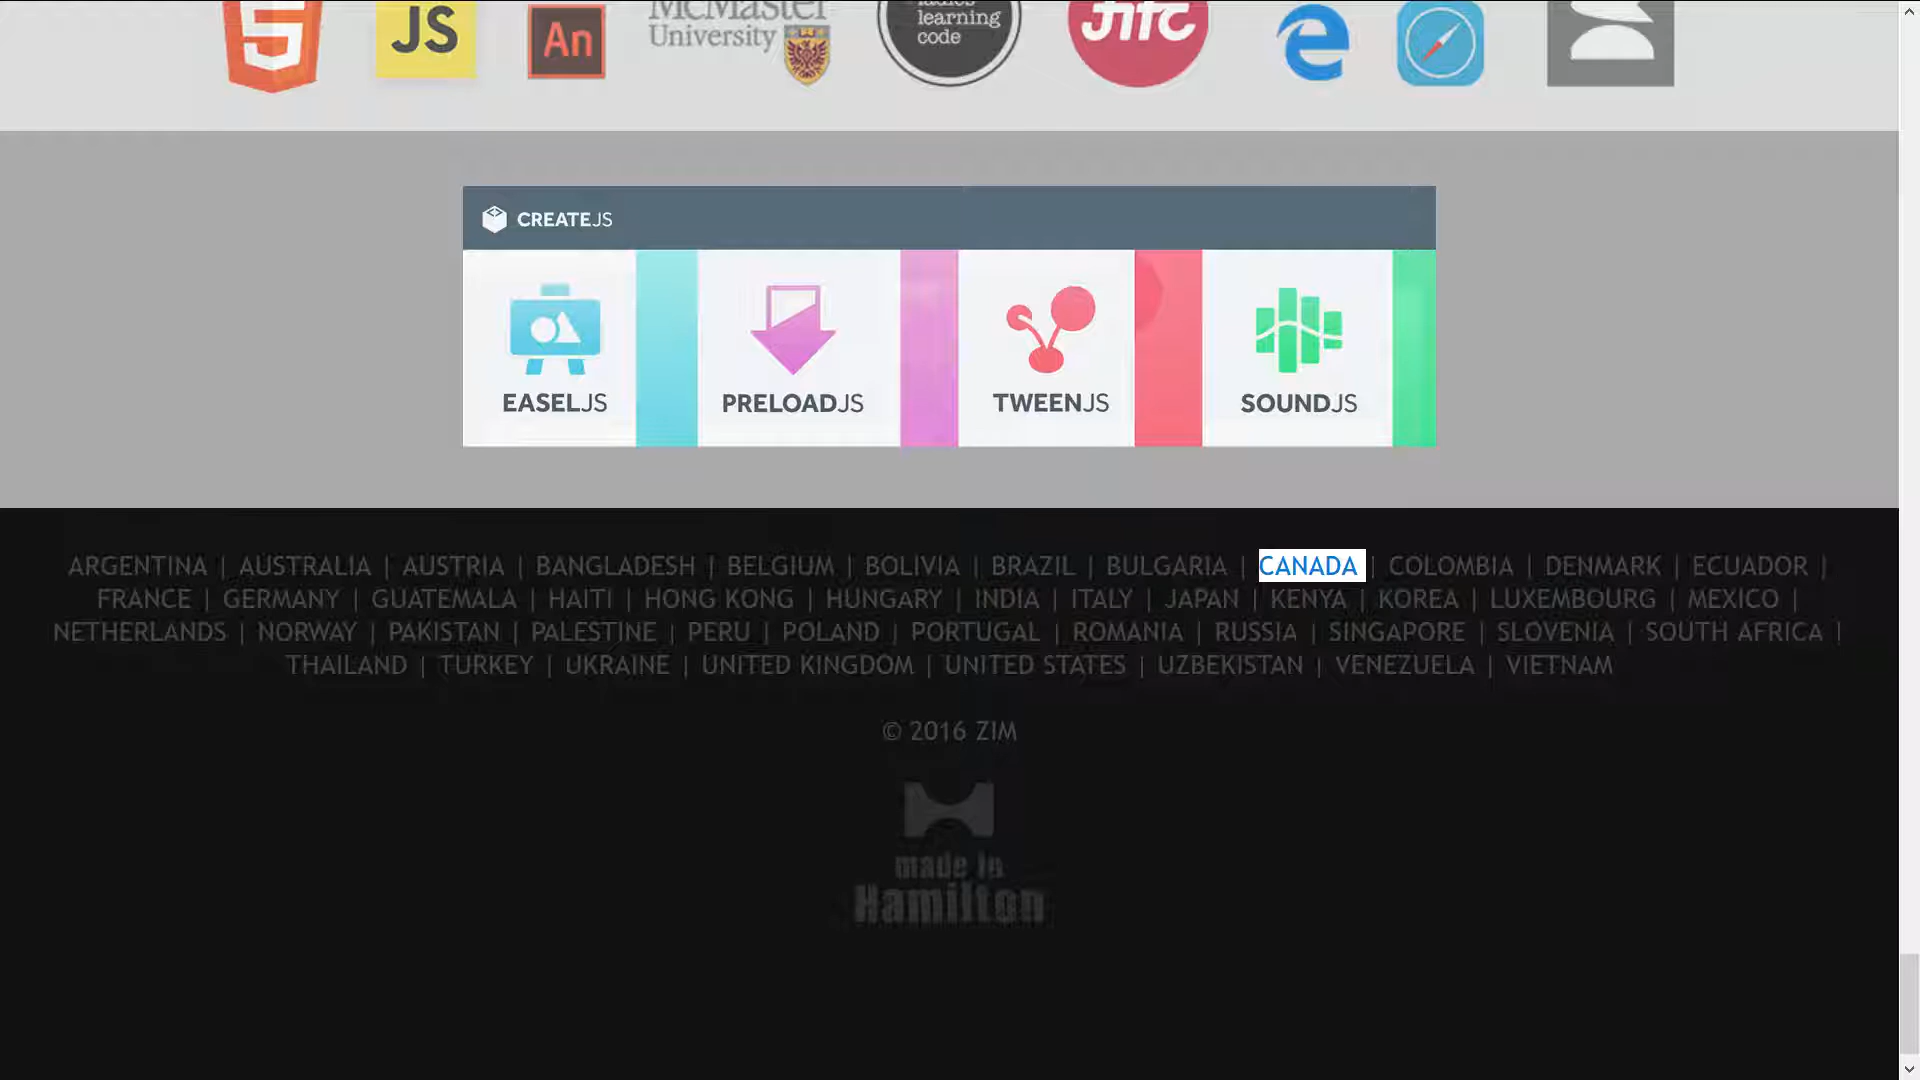 5 JS An McMaster ladies learning code FITC
University
CREATEJS
EASELJS PRELOADJS TWEENJS SOUNDJS
ARGENTINA | AUSTRALIA | AUSTRIA | BANGLADESH | BELGIUM | BOLIVIA | BRAZIL | BULGARIA | CANADA | COLOMBIA | DENMARK | ECUADOR |
FRANCE | GERMANY | GUATEMALA | HAITI | HONG KONG | HUNGARY | INDIA | ITALY | JAPAN | KENYA | KOREA | LUXEMBOURG | MEXICO |
NETHERLANDS | NORWAY | PAKISTAN | PALESTINE | PERU | POLAND | PORTUGAL | ROMANIA | RUSSIA | SINGAPORE | SLOVENIA | SOUTH AFRICA |
THAILAND | TURKEY | UKRAINE | UNITED KINGDOM | UNITED STATES | UZBEKISTAN | VENEZUELA | VIETNAM
© 2016 ZIM
made in
Hamilton